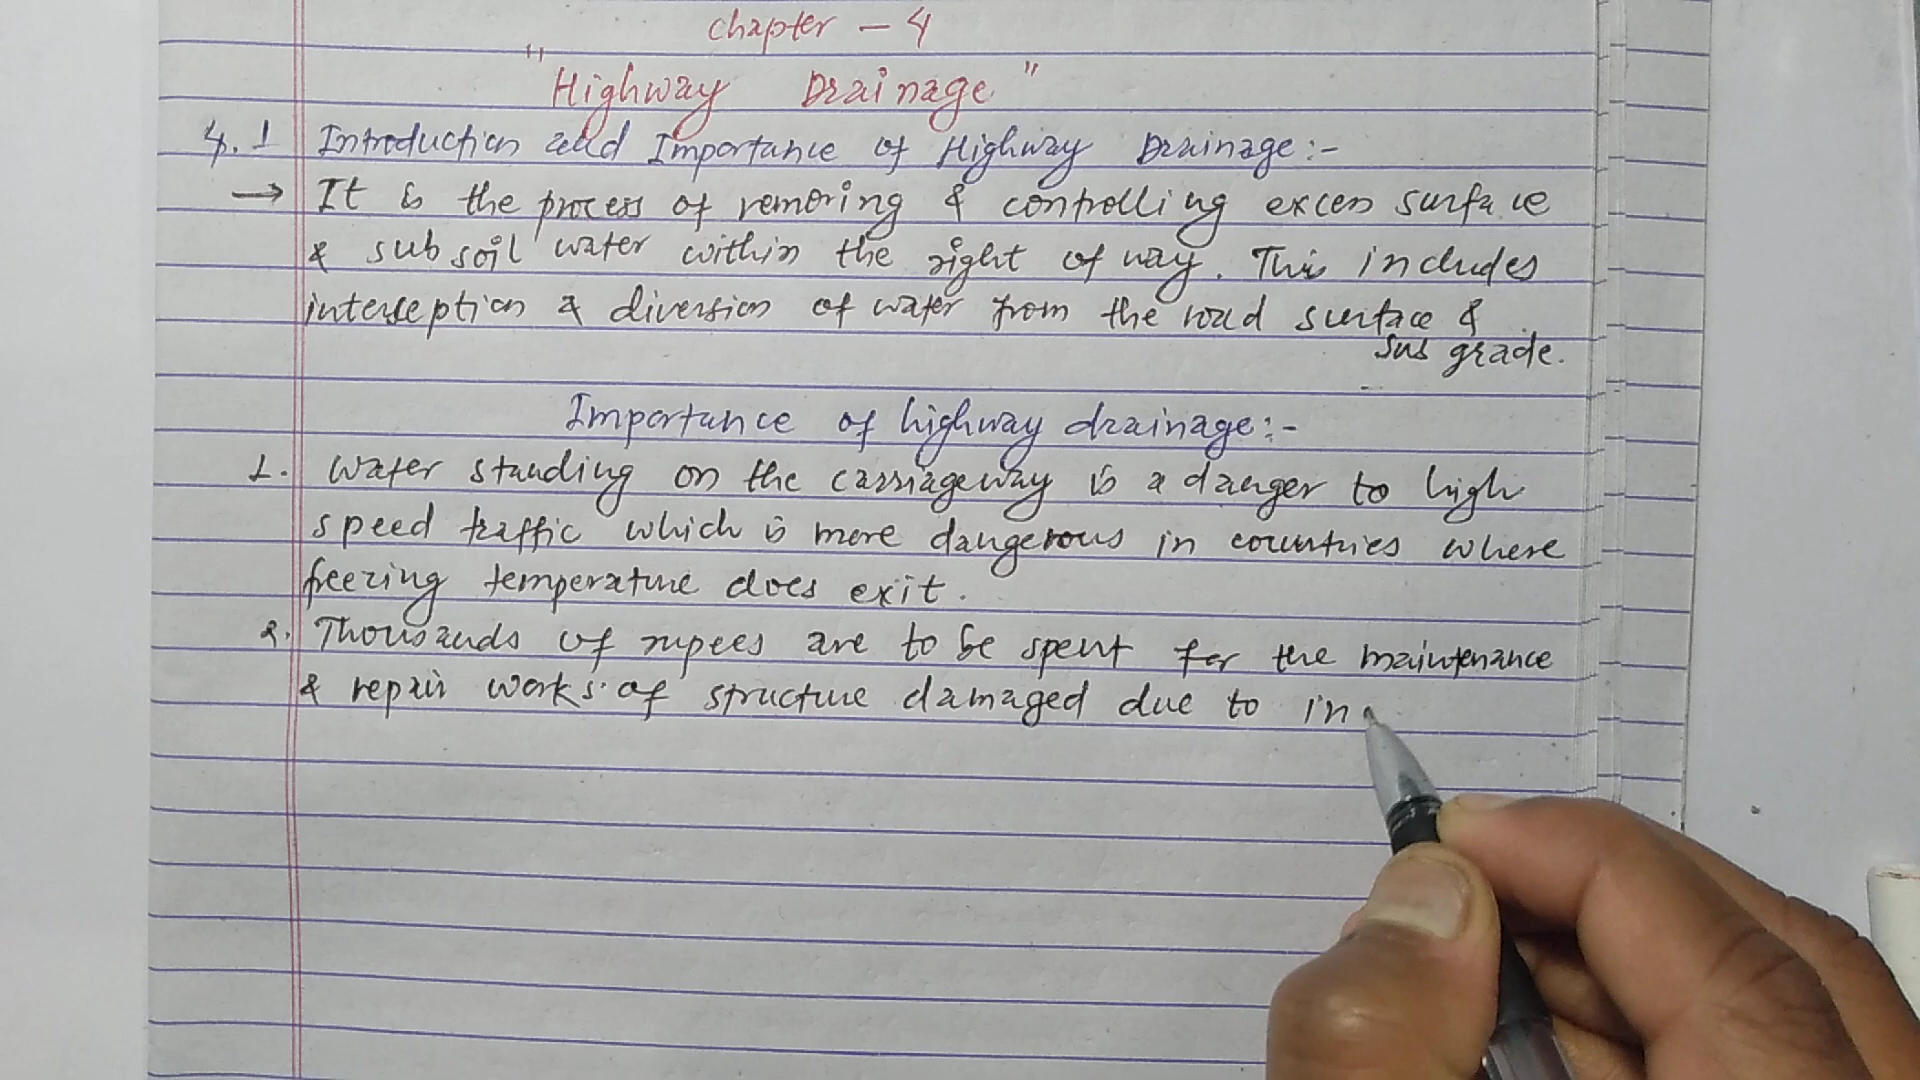 Chapter - 4
"Highway Drainage"
4.1 Introduction and Importance of Highway Drainage:-
→ It is the process of removing & controlling excess surface
& sub soil water within the right of way. This includes
interseption & diversion of water from the road surface &
sub grade.
Importance of highway drainage:-
1. Water standing on the carriageway is a danger to high
speed traffic which is more dangerous in countries where
freezing temperature does exit.
2. Thousands of rupees are to be spent for the maintenance
& repair works of structure damaged due to in